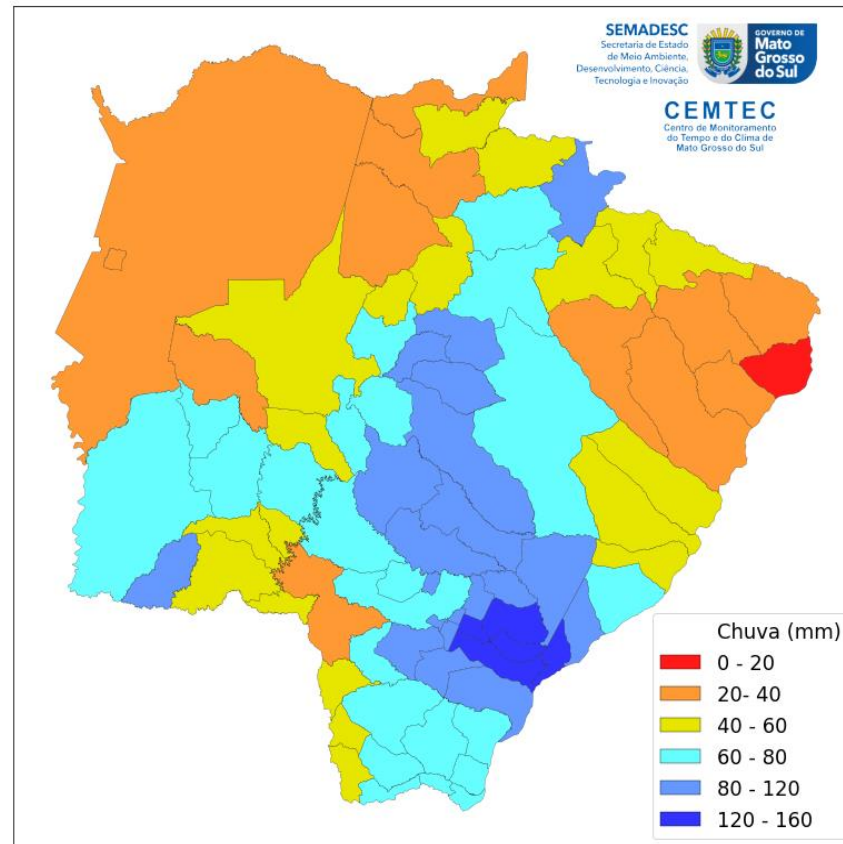 SEMADESC
Secretaria de Estado
de Meio Ambiente,
Desenvolvimento, Ciência,
Tecnologia e Inovação
GOVERNO DE
Mato
Grosso
do Sul
CEMTEC
Centro de Monitoramento
do Tempo e do Clima de
Mato Grosso do Sul
Chuva (mm)
0 - 20
20- 40
40 - 60
60 - 80
80 - 120
120 - 160